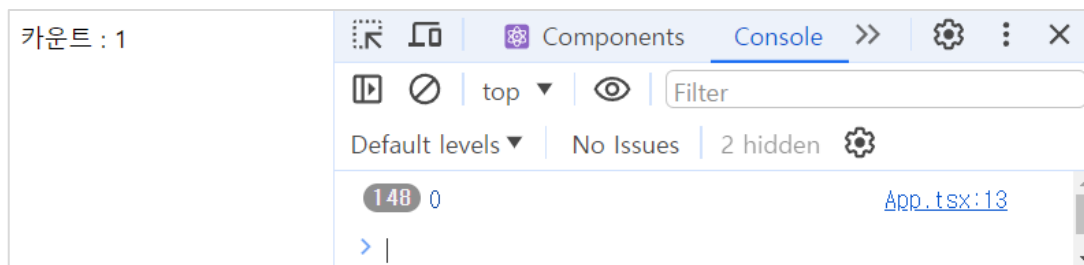 카운트 : 1
Components Console
top Filter
Default levels No Issues 2 hidden
148 0 App.tsx:13